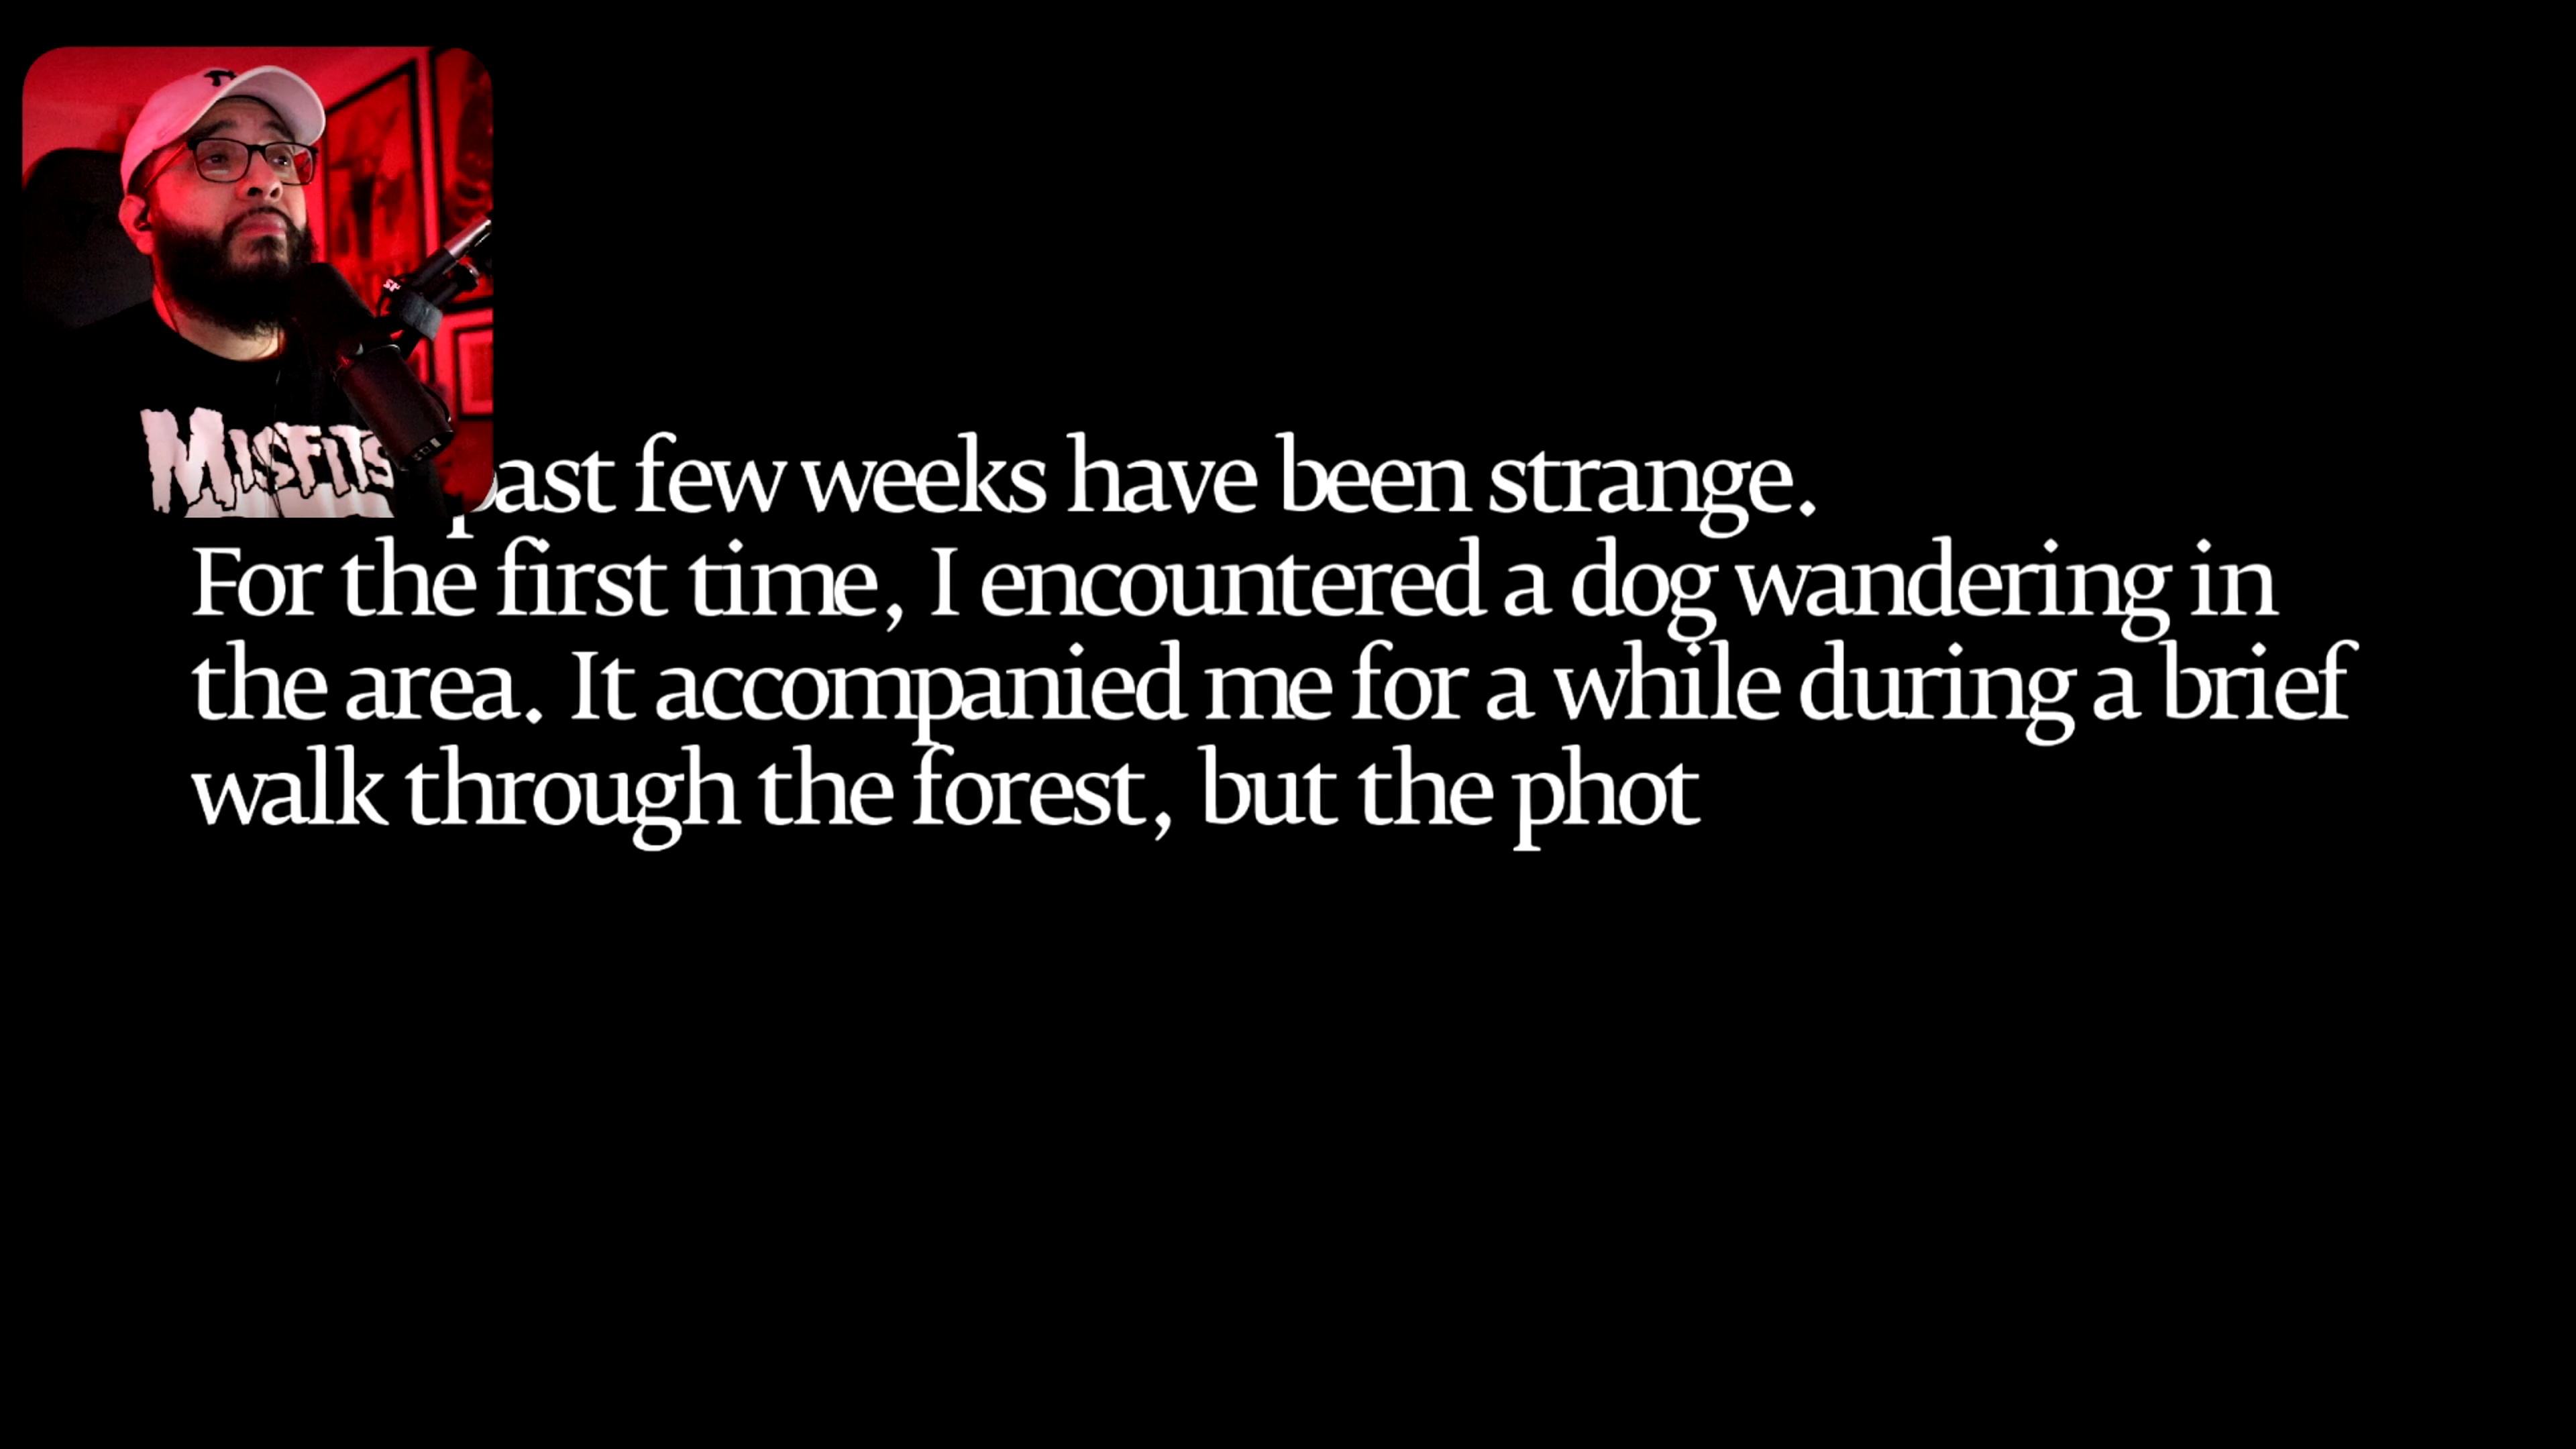 MISFITS
past few weeks have been strange.
For the first time, I encountered a dog wandering in
the area. It accompanied me for a while during a brief
walk through the forest, but the phot